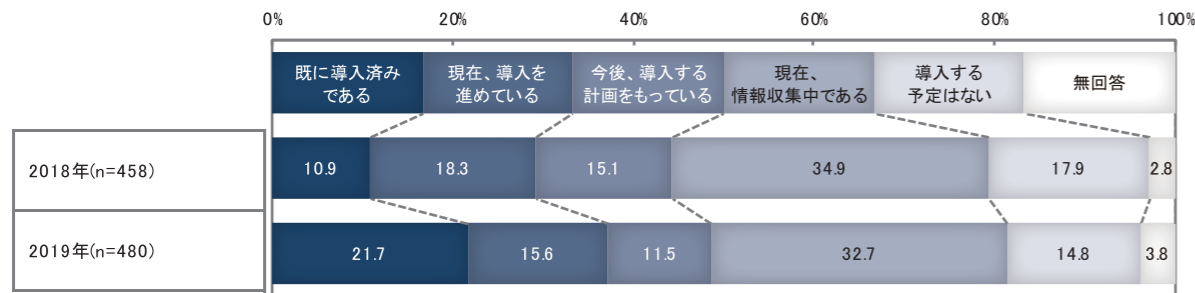 0% 20% 40% 60% 80% 100%
既に導入済み
である
現在、導入を
進めている
今後、導入する
計画をもっている
現在、
情報収集中である
導入する
予定はない
無回答
2018年(n=458)
10.9 18.3 15.1 34.9 17.9 2.8
2019年(n=480)
21.7 15.6 11.5 32.7 14.8 3.8